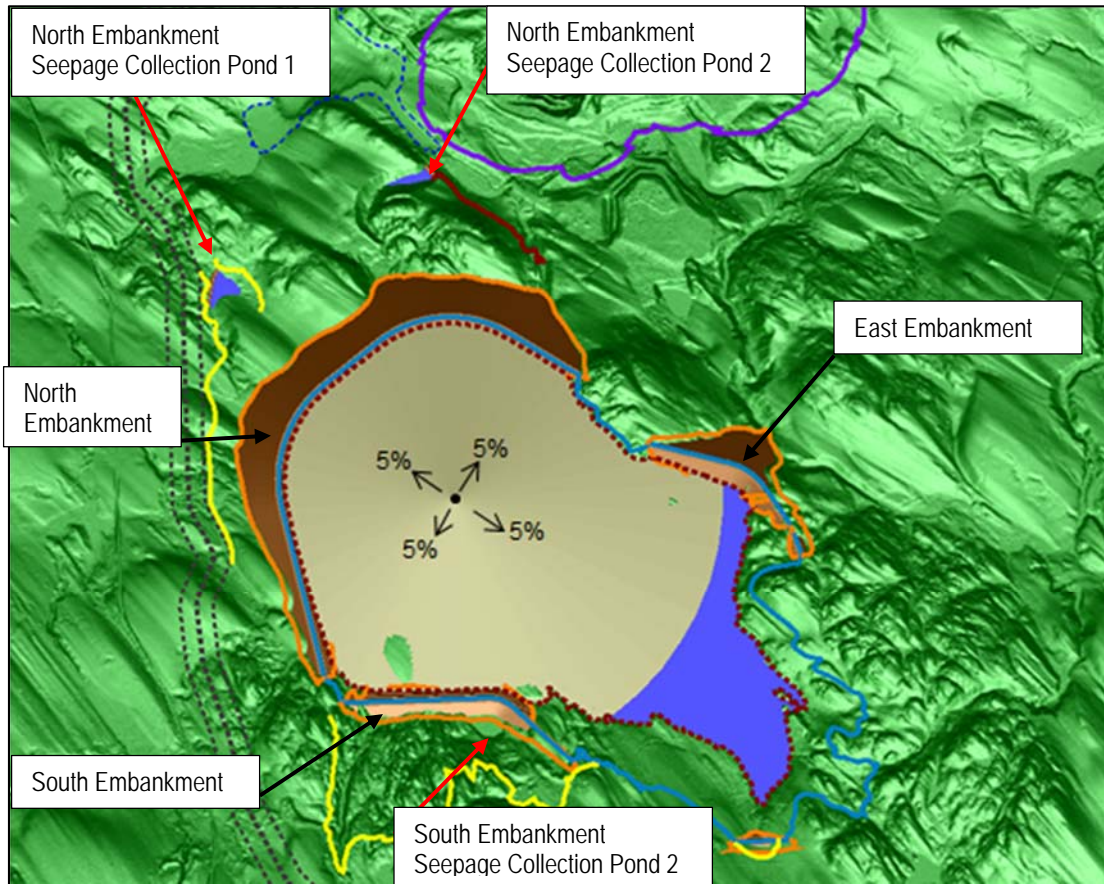 North Embankment
Seepage Collection Pond 1
North Embankment
Seepage Collection Pond 2
East Embankment
North
Embankment
5%
5%
5%
5%
South Embankment
South Embankment
Seepage Collection Pond 2